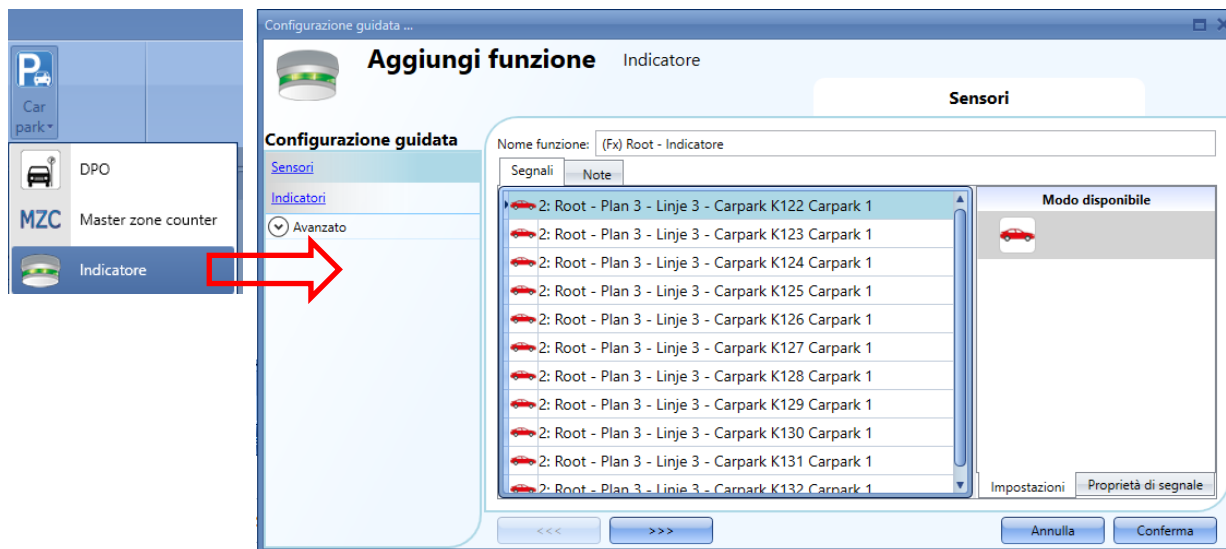 Car
park
DPO
MZC Master zone counter
Indicatore
Configurazione guidata ...
Aggiungi funzione Indicatore
Sensori
Configurazione guidata
Sensori
Indicatori
Avanzato
Nome funzione: (Fx) Root - Indicatore
Segnali Note
2: Root - Plan 3 - Linje 3 - Carpark K122 Carpark 1
2: Root - Plan 3 - Linje 3 - Carpark K123 Carpark 1
2: Root - Plan 3 - Linje 3 - Carpark K124 Carpark 1
2: Root - Plan 3 - Linje 3 - Carpark K125 Carpark 1
2: Root - Plan 3 - Linje 3 - Carpark K126 Carpark 1
2: Root - Plan 3 - Linje 3 - Carpark K127 Carpark 1
2: Root - Plan 3 - Linje 3 - Carpark K128 Carpark 1
2: Root - Plan 3 - Linje 3 - Carpark K129 Carpark 1
2: Root - Plan 3 - Linje 3 - Carpark K130 Carpark 1
2: Root - Plan 3 - Linje 3 - Carpark K131 Carpark 1
2: Root - Plan 3 - Linje 3 - Carpark K132 Carpark 1
Modo disponibile
Impostazioni Proprietà di segnale
<<< >>> Annulla Conferma